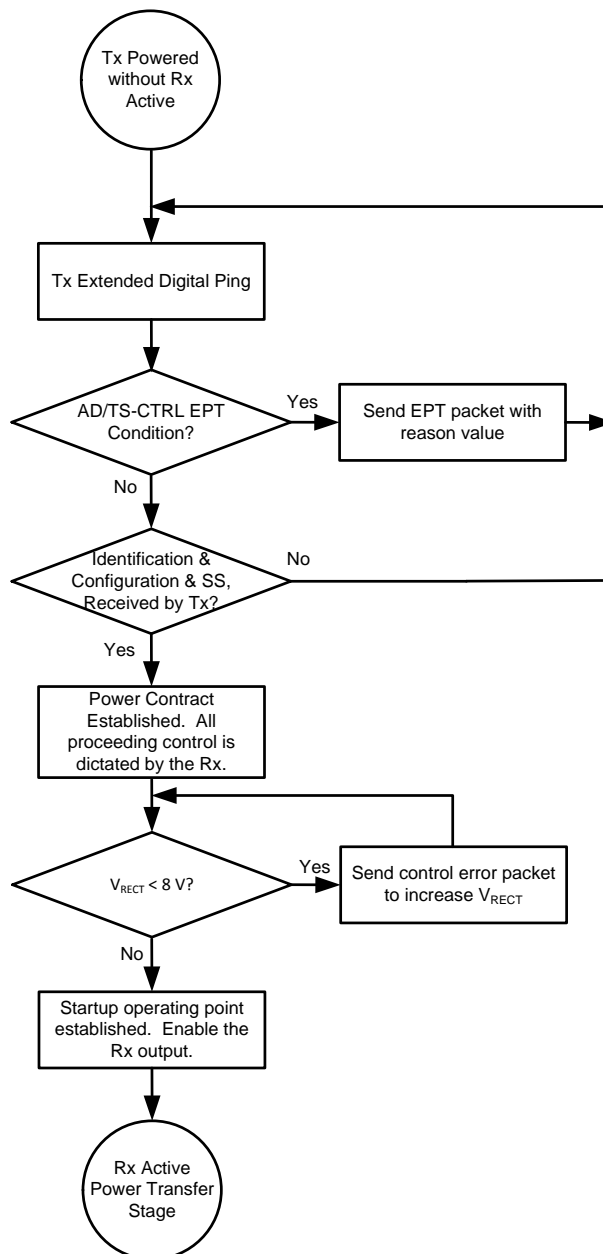 Tx Powered
without Rx
Active
Tx Extended Digital Ping
AD/TS-CTRL EPT
Condition?
Yes
Send EPT packet with
reason value
No
Identification &
Configuration & SS,
Received by Tx?
No
Yes
Power Contract
Established. All
proceeding control is
dictated by the Rx.
VRECT < 8 V?
Yes
Send control error packet
to increase VRECT
No
Startup operating point
established. Enable the
Rx output.
Rx Active
Power Transfer
Stage